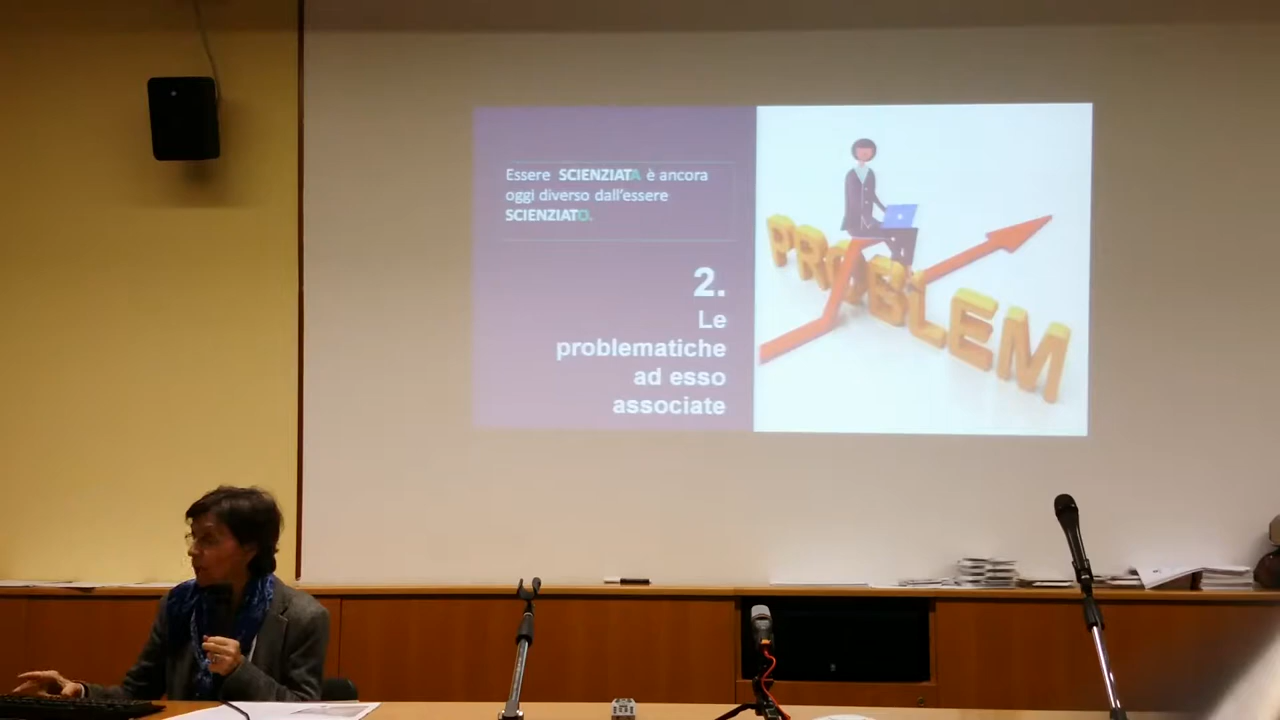 Essere SCIENZIATA è ancora
oggi diverso dall'essere
SCIENZIATO.
2.
Le
problematiche
ad esso
associate
PROBLEM